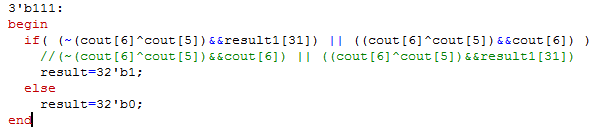 3'b111:
begin
if( (~(cout[6]^cout[5])&&result1[31]) || ((cout[6]^cout[5])&&cout[6]) )
//(~(cout[6]^cout[5])&&cout[6]) || ((cout[6]^cout[5])&&result1[31])
result=32'b1;
else
result=32'b0;
end